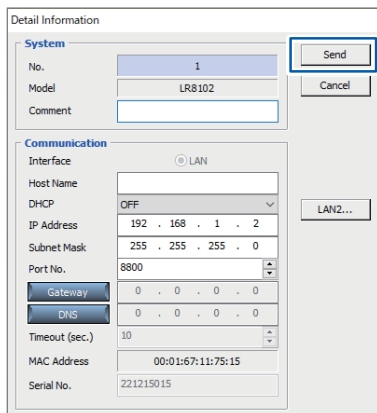 Detail Information
System
No. 1
Model LR8102
Comment
Send
Cancel
Communication
Interface LAN
Host Name
DHCP OFF
LAN2...
IP Address 192 . 168 . 1 . 2
Subnet Mask 255 . 255 . 255 . 0
Port No. 8800
Gateway 0 . 0 . 0 . 0
DNS 0 . 0 . 0 . 0
Timeout (sec.) 10
MAC Address 00:01:67:11:75:15
Serial No. 221215015